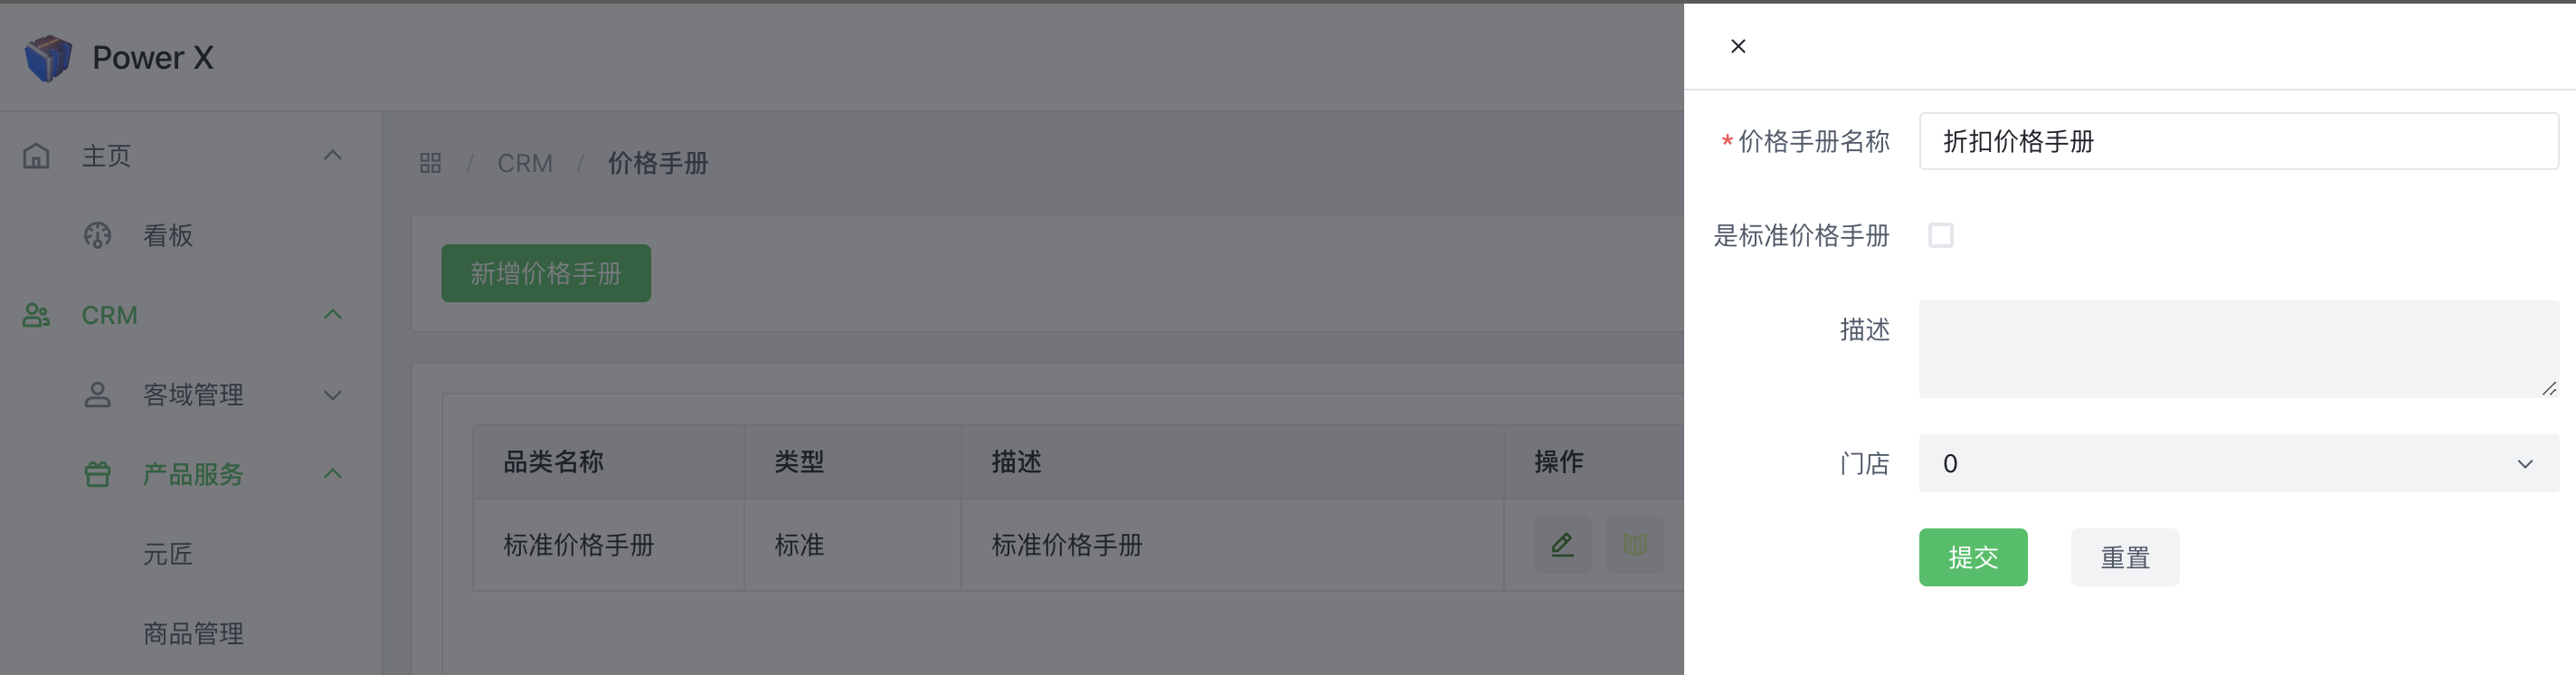 Power X
主页
看板
CRM
客域管理
产品服务
元匠
商品管理
/ CRM / 价格手册
新增价格手册
品类名称 类型 描述 操作
标准价格手册 标准 标准价格手册
* 价格手册名称 折扣价格手册
是标准价格手册
描述
门店 0
提交 重置